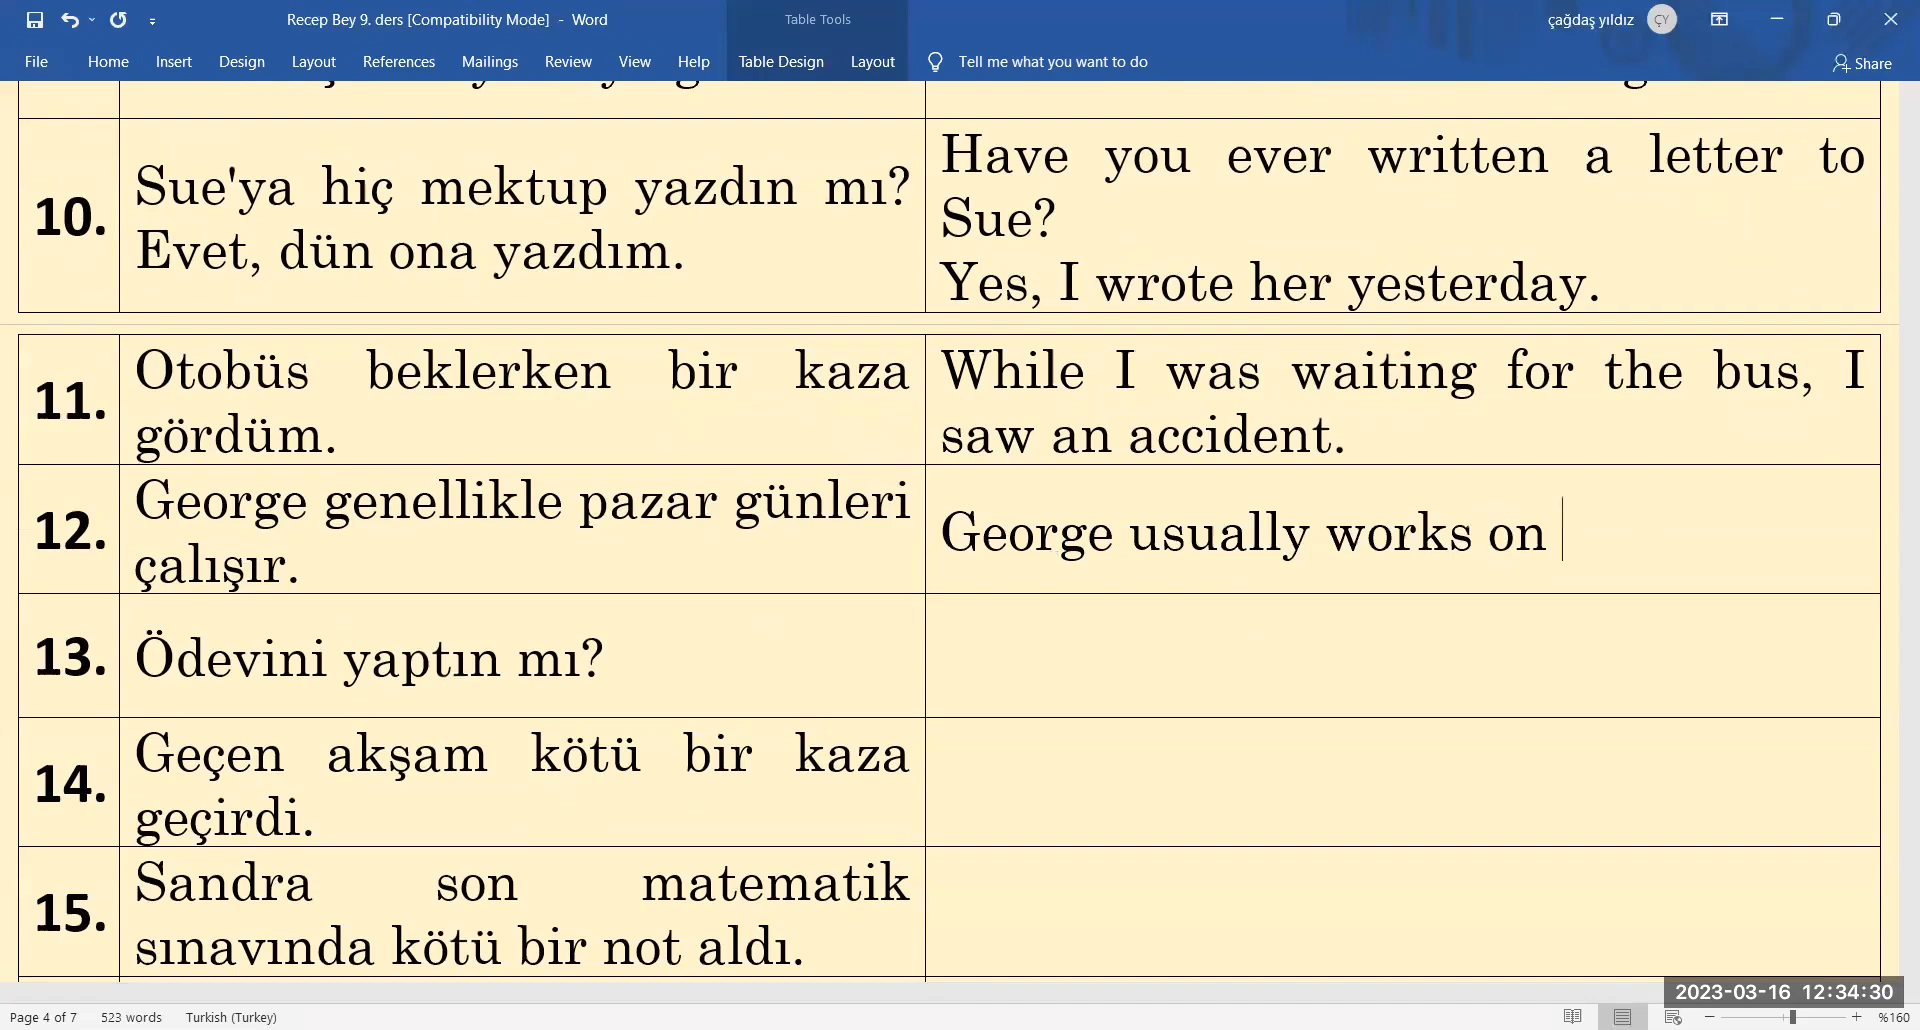 Recep Bey 9. ders [Compatibility Mode] - Word
Table Tools
çağdaş yıldız
ÇY
File Home Insert Design Layout References Mailings Review View Help Table Design Layout Tell me what you want to do
Share
10.
Sue'ya hiç mektup yazdın mı?
Evet, dün ona yazdım.
Have you ever written a letter to
Sue?
Yes, I wrote her yesterday.
11.
Otobüs beklerken bir kaza
gördüm.
While I was waiting for the bus, I
saw an accident.
12.
George genellikle pazar günleri
çalışır.
George usually works on
13.
Ödevini yaptın mı?
14.
Geçen akşam kötü bir kaza
geçirdi.
15.
Sandra son matematik
sınavında kötü bir not aldı.
2023-03-16 12:34:30
Page 4 of 7 523 words Turkish (Turkey)
%160